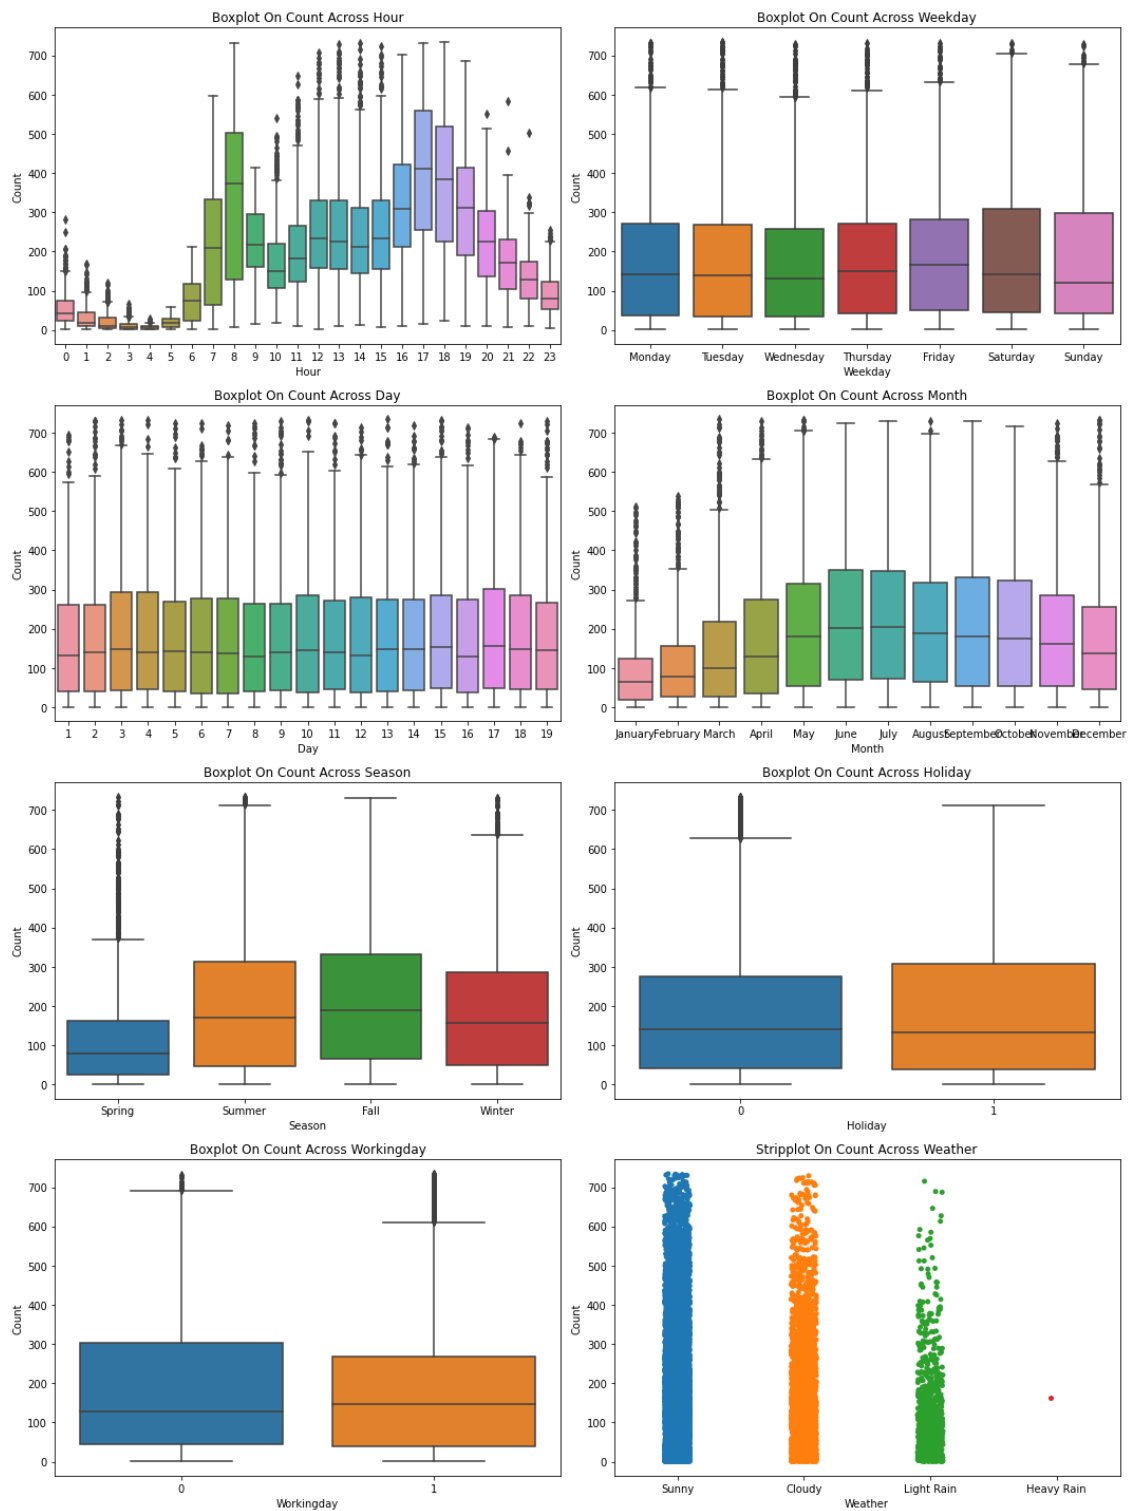 Boxplot On Count Across Hour
Count
700
600
500
400
300
200
100
0
0 1 2 3 4 5 6 7 8 9 10 11 12 13 14 15 16 17 18 19 20 21 22 23
Hour
Boxplot On Count Across Weekday
Count
700
600
500
400
300
200
100
0
Monday Tuesday Wednesday Thursday Friday Saturday Sunday
Weekday
Boxplot On Count Across Day
Count
700
600
500
400
300
200
100
0
1 2 3 4 5 6 7 8 9 10 11 12 13 14 15 16 17 18 19
Day
Boxplot On Count Across Month
Count
700
600
500
400
300
200
100
0
January February March April May June July August September October November December
Month
Boxplot On Count Across Season
Count
700
600
500
400
300
200
100
0
Spring Summer Fall Winter
Season
Boxplot On Count Across Holiday
Count
700
600
500
400
300
200
100
0
0 1
Holiday
Boxplot On Count Across Workingday
Count
700
600
500
400
300
200
100
0
0 1
Workingday
Stripplot On Count Across Weather
Count
700
600
500
400
300
200
100
0
Sunny Cloudy Light Rain Heavy Rain
Weather